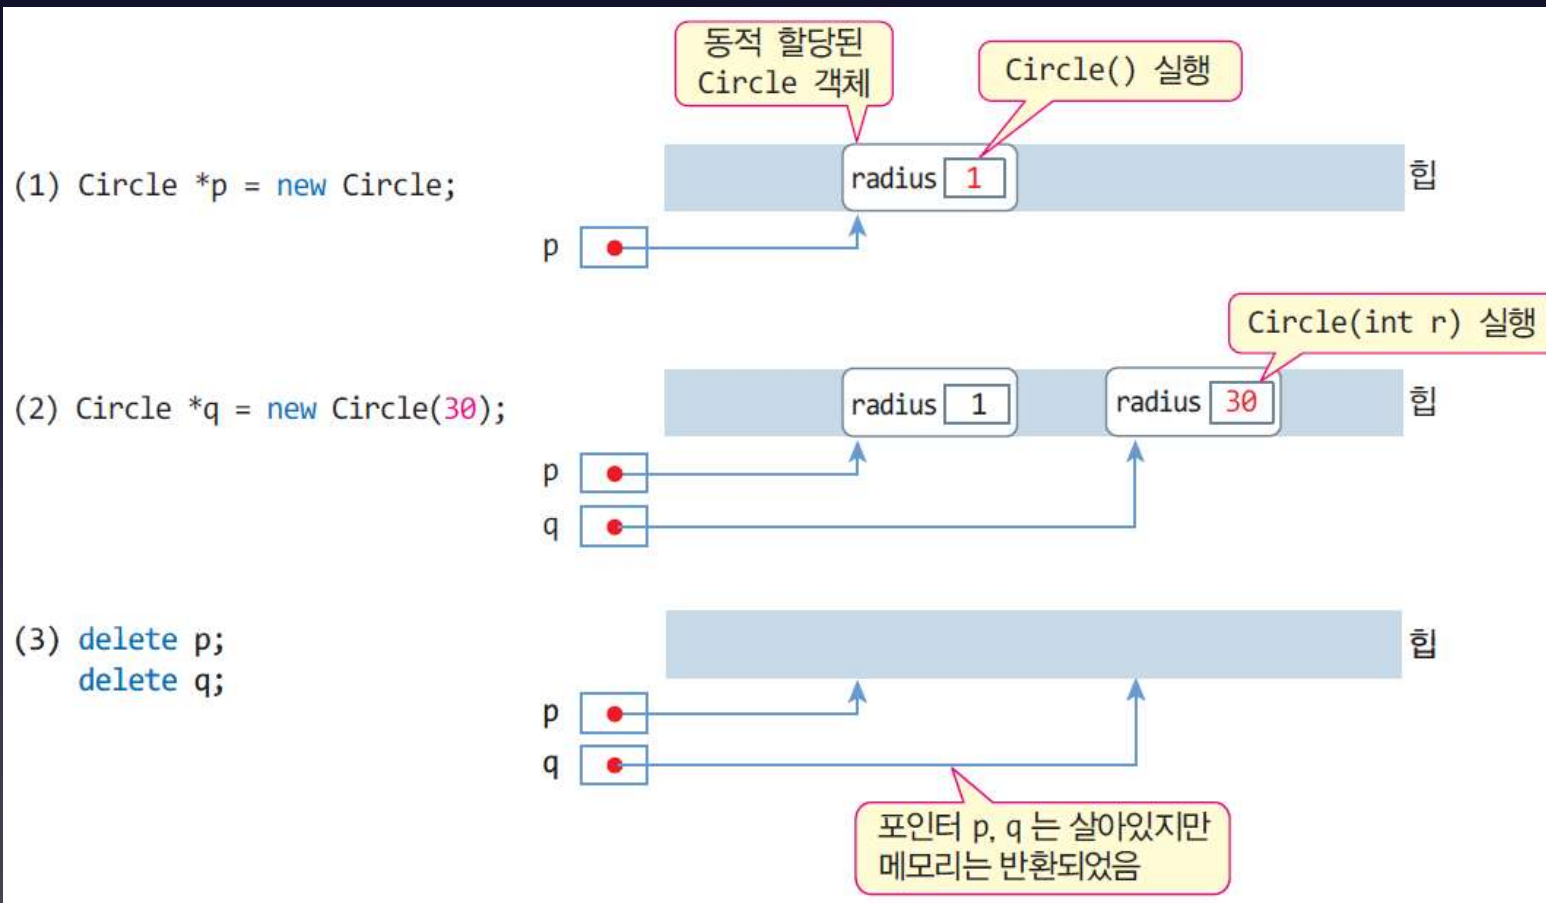 동적 할당된
Circle 객체
Circle() 실행
(1) Circle *p = new Circle;
radius 1
힙
p
Circle(int r) 실행
(2) Circle *q = new Circle(30);
radius 1
radius 30
힙
p
q
(3) delete p;
delete q;
힙
p
q
포인터 p, q 는 살아있지만
메모리는 반환되었음